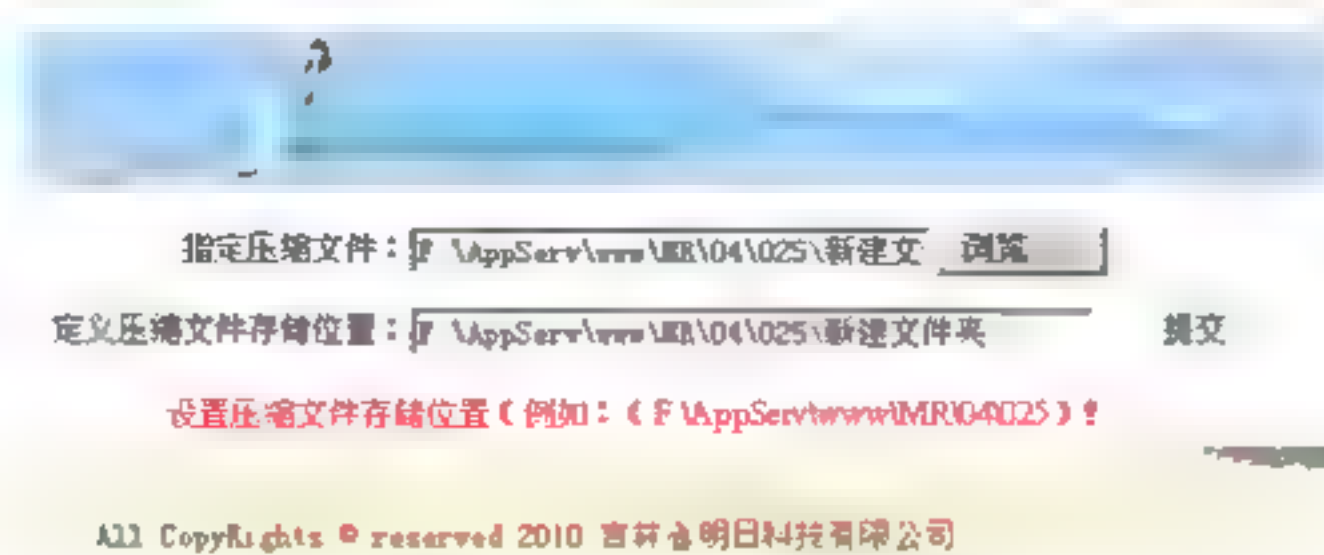 指定压缩文件：F \AppServ\www\MR\04\025\新建文 浏览
定义压缩文件存储位置：F \AppServ\www\MR\04\025\新建文件夹 提交
设置压缩文件存储位置（例如：（F \AppServ\www\MR\04\025）！
All CopyRights © reserved 2010 吉林省明日科技有限公司